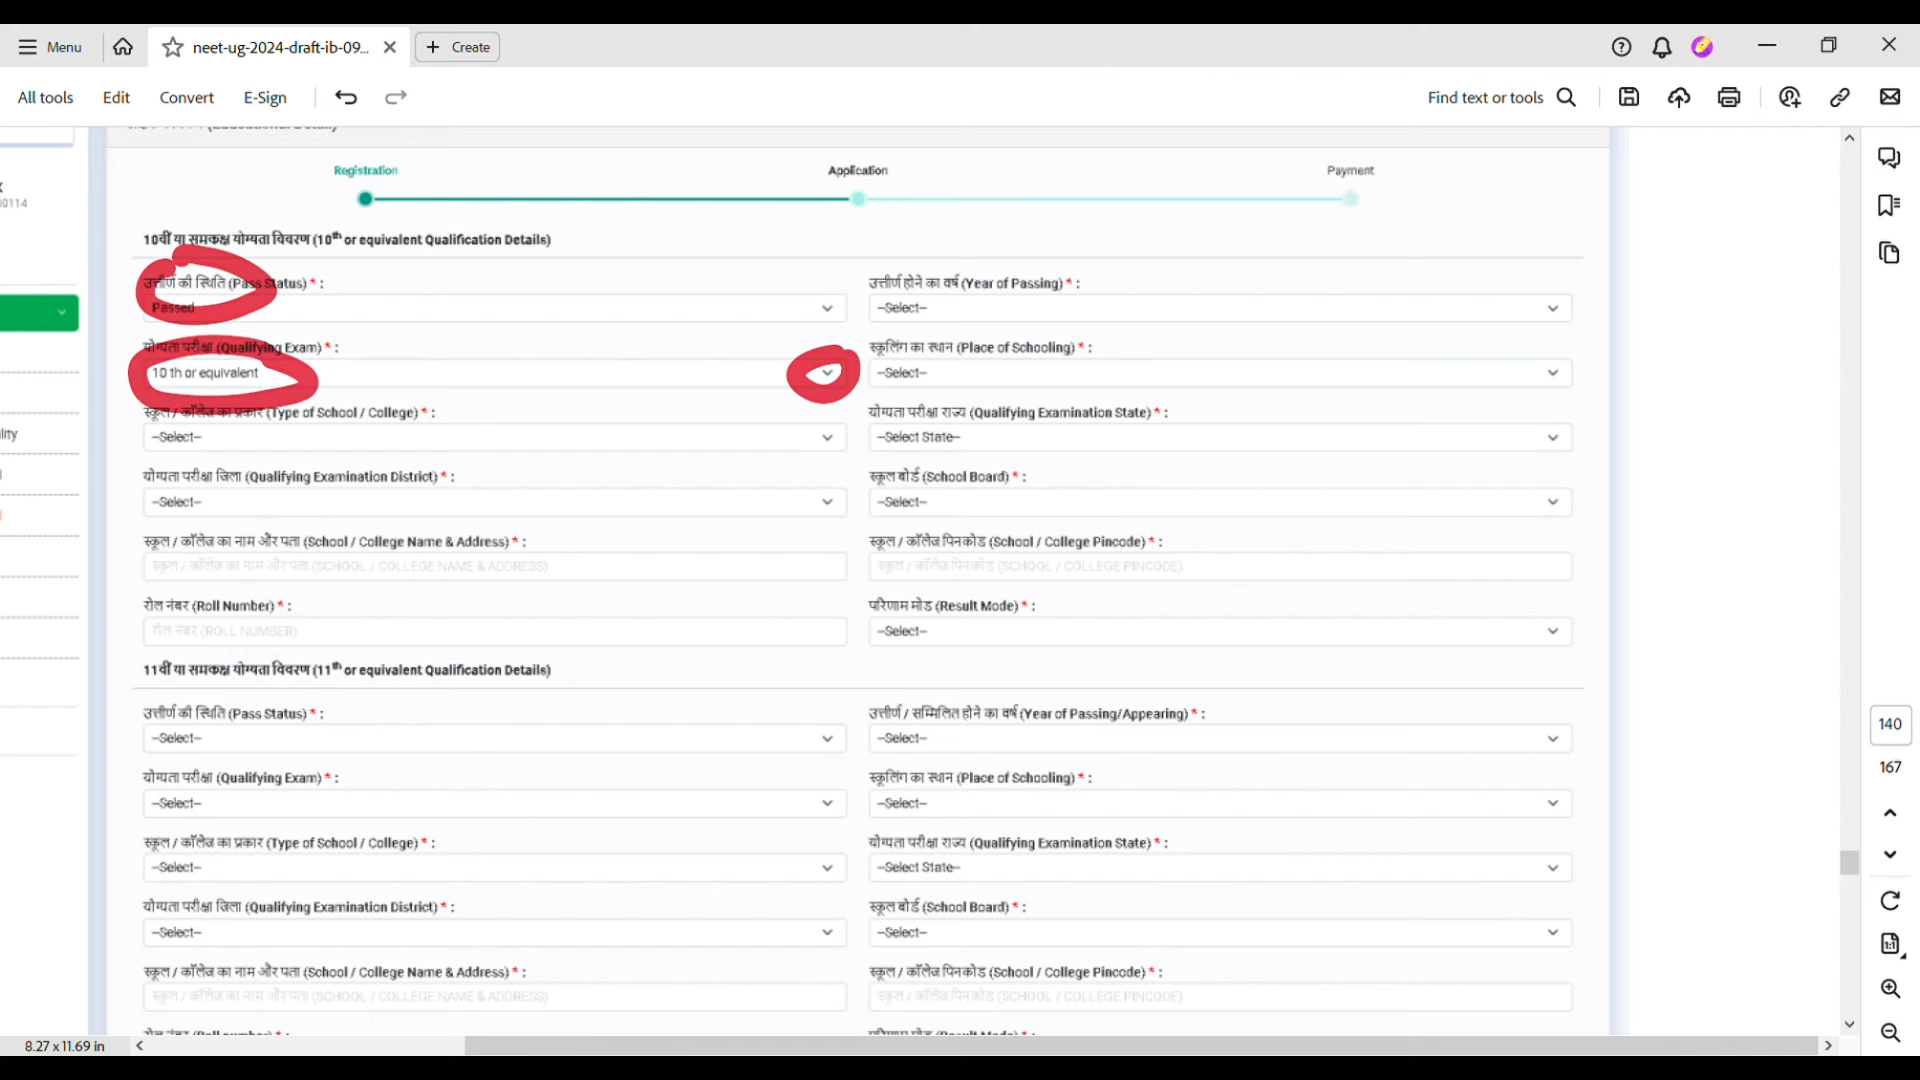 Menu
neet-ug-2024-draft-ib-09...
Create
All tools
Edit
Convert
E-Sign
Find text or tools
0114
Registration
Application
Payment
10वीं या समकक्ष योग्यता विवरण (10th or equivalent Qualification Details)
उत्तीर्ण की स्थिति (Pass Status) * :
उत्तीर्ण होने का वर्ष (Year of Passing) * :
Passed
--Select--
योग्यता परीक्षा (Qualifying Exam) * :
स्कूलिंग का स्थान (Place of Schooling) * :
10 th or equivalent
--Select--
स्कूल / कॉलेज का प्रकार (Type of School / College) * :
योग्यता परीक्षा राज्य (Qualifying Examination State) * :
--Select--
--Select State--
lity
योग्यता परीक्षा जिला (Qualifying Examination District) * :
स्कूल बोर्ड (School Board) * :
--Select--
--Select--
स्कूल / कॉलेज का नाम और पता (School / College Name & Address) * :
स्कूल / कॉलेज पिनकोड (School / College Pincode) * :
स्कूल / कॉलेज का नाम और पता (SCHOOL / COLLEGE NAME & ADDRESS)
स्कूल / कॉलेज पिनकोड (SCHOOL / COLLEGE PINCODE)
रोल नंबर (Roll Number) * :
परिणाम मोड (Result Mode) * :
रोल नंबर (ROLL NUMBER)
--Select--
11वीं या समकक्ष योग्यता विवरण (11th or equivalent Qualification Details)
उत्तीर्ण की स्थिति (Pass Status) * :
उत्तीर्ण / सम्मिलित होने का वर्ष (Year of Passing/Appearing) * :
--Select--
--Select--
योग्यता परीक्षा (Qualifying Exam) * :
स्कूलिंग का स्थान (Place of Schooling) * :
--Select--
--Select--
स्कूल / कॉलेज का प्रकार (Type of School / College) * :
योग्यता परीक्षा राज्य (Qualifying Examination State) * :
--Select--
--Select State--
योग्यता परीक्षा जिला (Qualifying Examination District) * :
स्कूल बोर्ड (School Board) * :
--Select--
--Select--
स्कूल / कॉलेज का नाम और पता (School / College Name & Address) * :
स्कूल / कॉलेज पिनकोड (School / College Pincode) * :
स्कूल / कॉलेज का नाम और पता (SCHOOL / COLLEGE NAME & ADDRESS)
स्कूल / कॉलेज पिनकोड (SCHOOL / COLLEGE PINCODE)
140
167
8.27 x 11.69 in